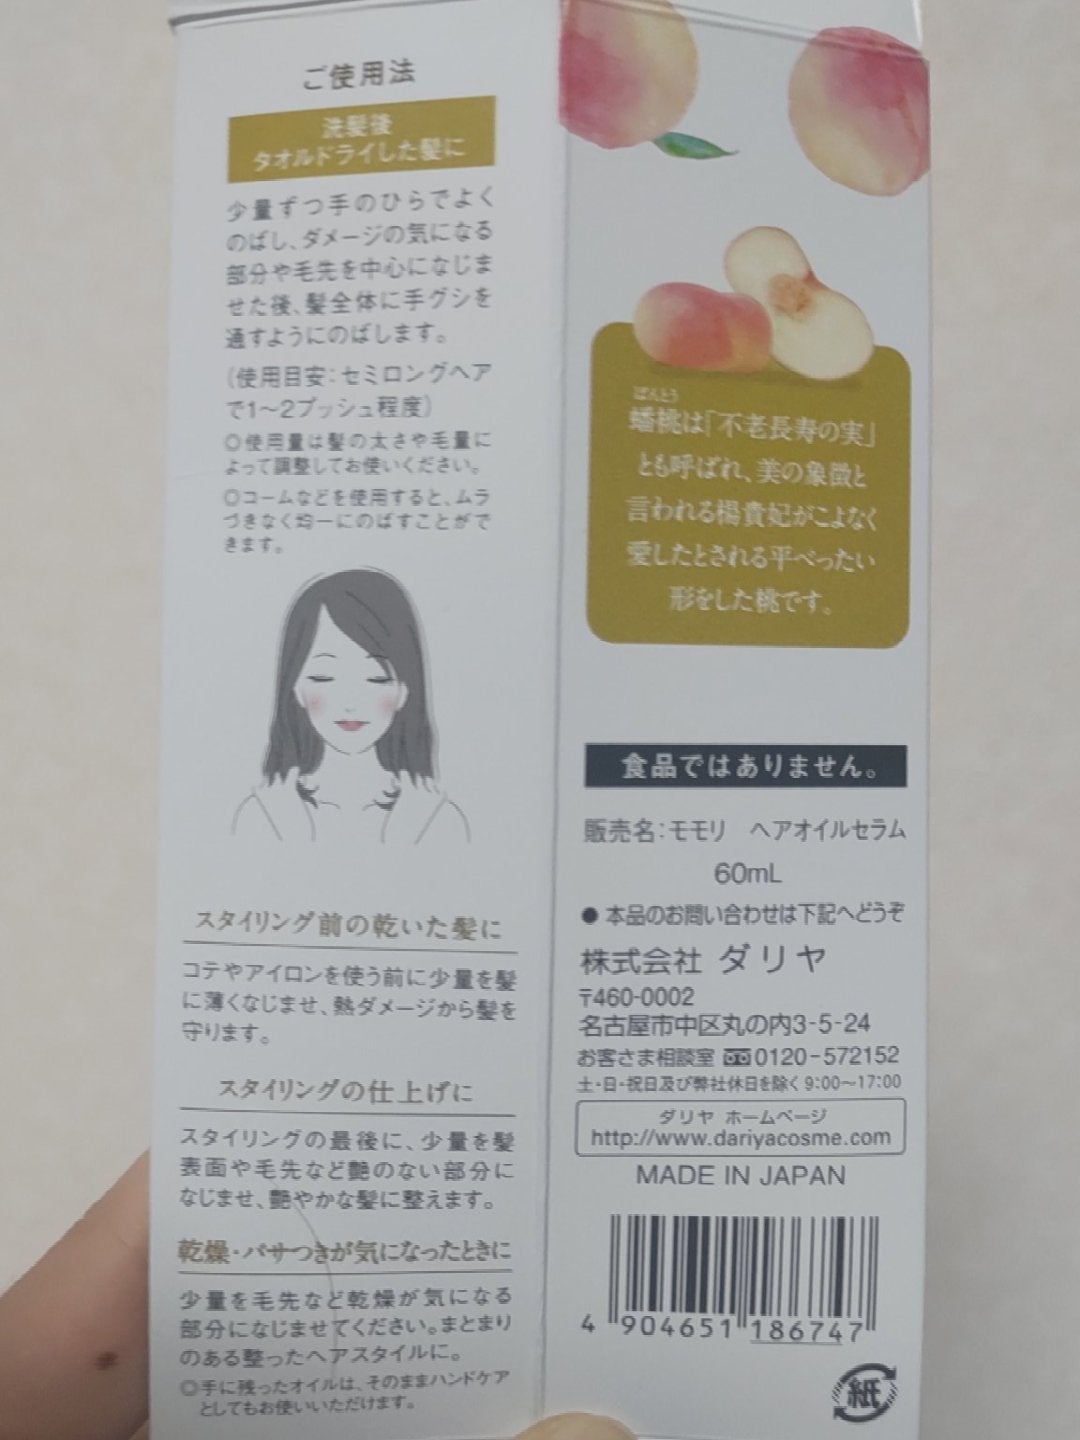 ご使用法
洗髪後
タオルドライした髪に
少量ずつ手のひらでよく
のばし、ダメージの気になる
部分や毛先を中心になじま
せた後、髪全体に手グシを
通すようにのばします。
(使用目安:セミロングヘア
で1〜2プッシュ程度)
◎使用量は髪の太さや毛量に
よって調整してお使いください。
◎コームなどを使用すると、ムラ
づきなく均一にのばすことがで
きます。
スタイリング前の乾いた髪に
コテやアイロンを使う前に少量を髪
に薄くなじませ、熱ダメージから髪を
守ります。
スタイリングの仕上げに
スタイリングの最後に、少量を髪
表面や毛先など艶のない部分に
なじませ、艶やかな髪に整えます。
乾燥・パサつきが気になったときに
少量を毛先など乾燥が気になる
部分になじませてください。まとまり
のある整ったヘアスタイルに。
◎手に残ったオイルは、そのままハンドケア
としてもお使いいただけます。
ばんとう
蟠桃は「不老長寿の実」
とも呼ばれ、美の象徴と
言われる楊貴妃がこよなく
愛したとされる平べったい
形をした桃です。
食品ではありません。
販売名:モモリ ヘアオイルセラム
60mL
● 本品のお問い合わせは下記へどうぞ
株式会社 ダリヤ
〒460-0002
名古屋市中区丸の内3-5-24
お客さま相談室 0120-572152
土・日・祝日及び弊社休日を除く 9:00〜17:00
ダリヤ ホームページ
http://www.dariyacosme.com
MADE IN JAPAN
4 904651 186747
紙